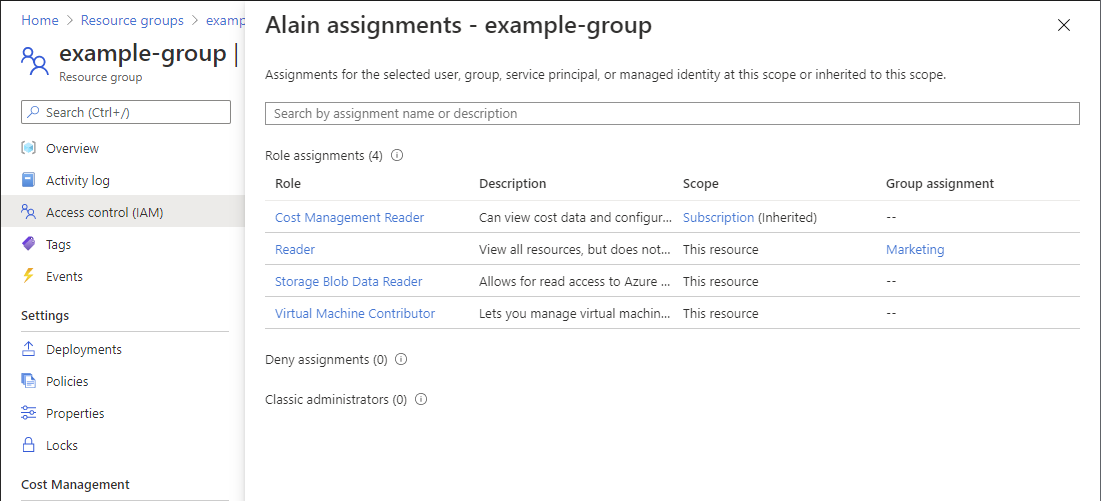 Home > Resource groups > examp
example-group |
Resource group
Search (Ctrl+/)
Overview
Activity log
Access control (IAM)
Tags
Events
Settings
Deployments
Policies
Properties
Locks
Cost Management
Alain assignments - example-group
Assignments for the selected user, group, service principal, or managed identity at this scope or inherited to this scope.
Search by assignment name or description
Role assignments (4)
Role Description Scope Group assignment
Cost Management Reader Can view cost data and configur... Subscription (Inherited) --
Reader View all resources, but does not... This resource Marketing
Storage Blob Data Reader Allows for read access to Azure ... This resource --
Virtual Machine Contributor Lets you manage virtual machin... This resource --
Deny assignments (0)
Classic administrators (0)